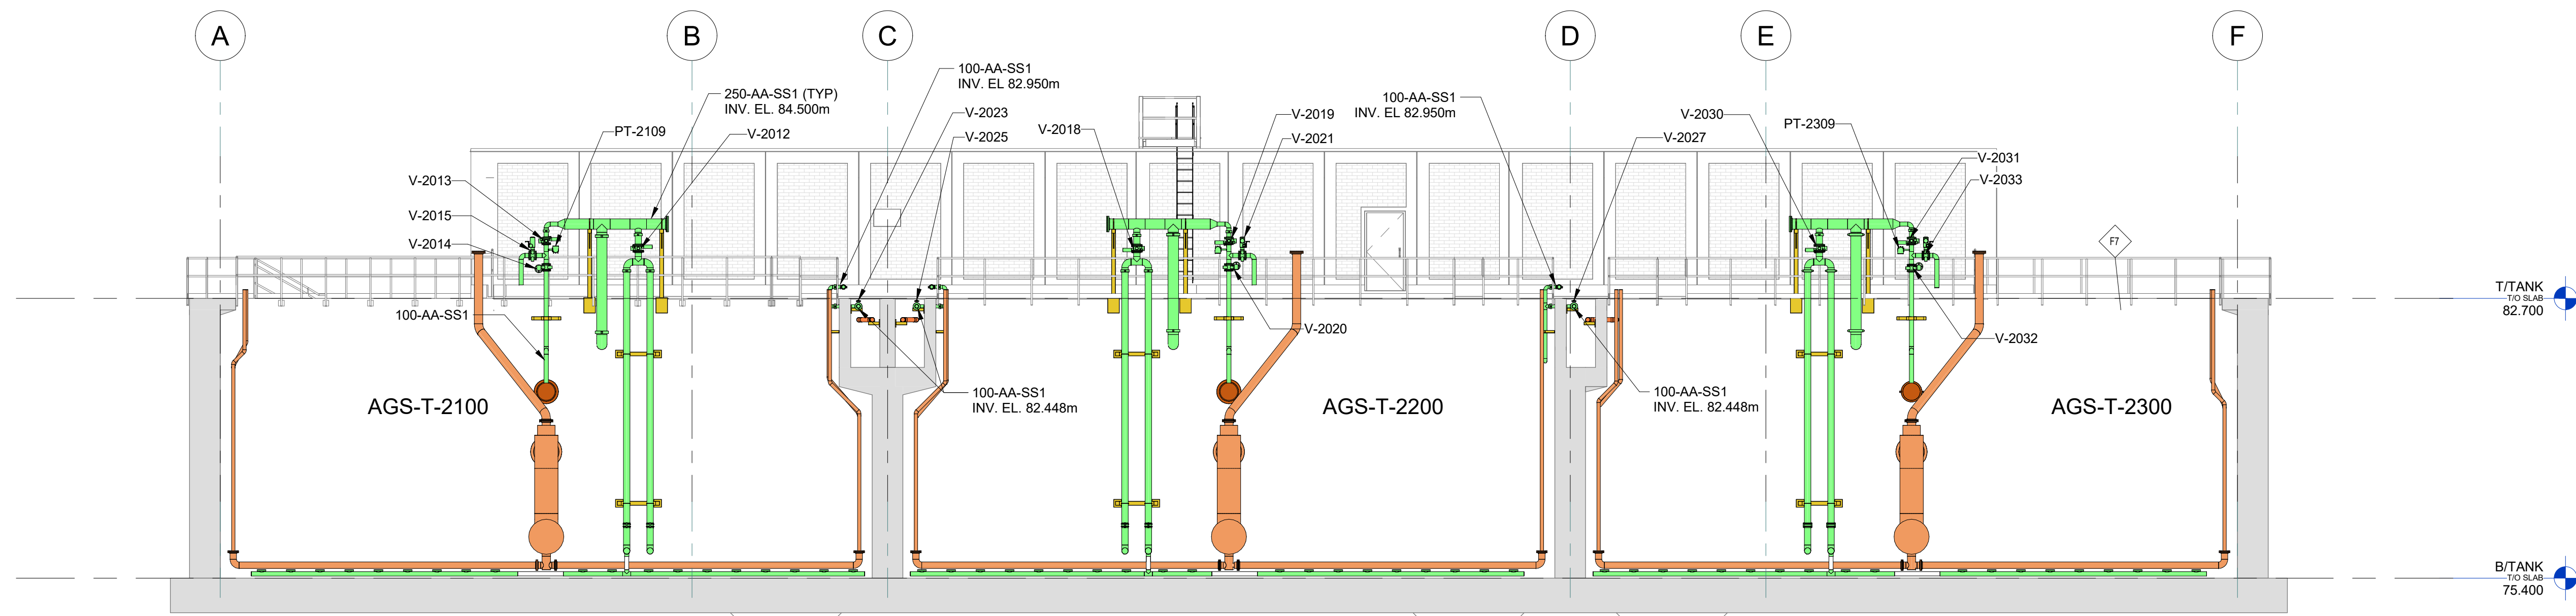 A
B
C
D
E
F
100-AA-SS1
INV. EL 82.950m
250-AA-SS1 (TYP)
INV. EL. 84.500m
V-2023
PT-2109
V-2012
V-2025
V-2018
V-2019
V-2021
100-AA-SS1
INV. EL 82.950m
V-2030
PT-2309
V-2027
V-2031
V-2033
V-2013
V-2015
V-2014
F7
100-AA-SS1
V-2020
V-2032
T/TANK
T/O SLAB
82.700
100-AA-SS1
INV. EL. 82.448m
100-AA-SS1
INV. EL. 82.448m
AGS-T-2100
AGS-T-2200
AGS-T-2300
B/TANK
T/O SLAB
75.400